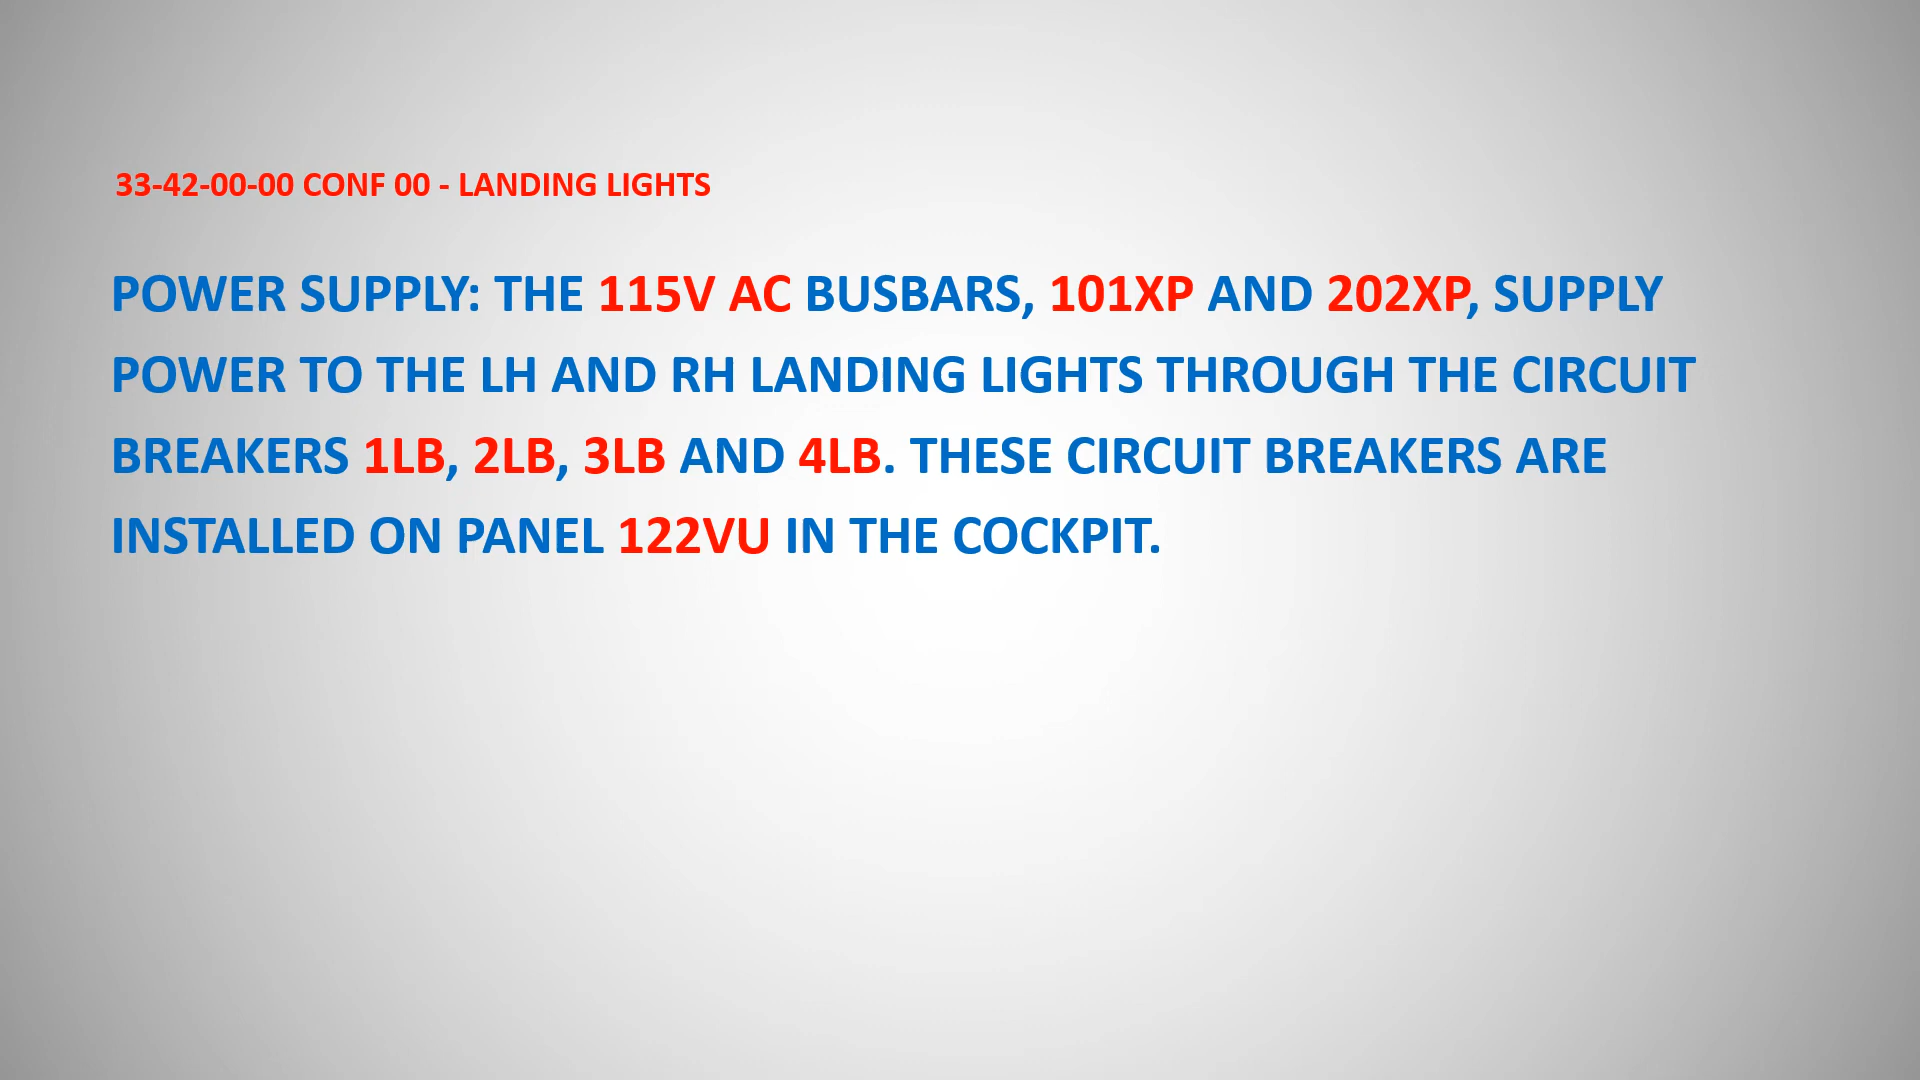 33-42-00-00 CONF 00 - LANDING LIGHTS
POWER SUPPLY: THE 115V AC BUSBARS, 101XP AND 202XP, SUPPLY
POWER TO THE LH AND RH LANDING LIGHTS THROUGH THE CIRCUIT
BREAKERS 1LB, 2LB, 3LB AND 4LB. THESE CIRCUIT BREAKERS ARE
INSTALLED ON PANEL 122VU IN THE COCKPIT.